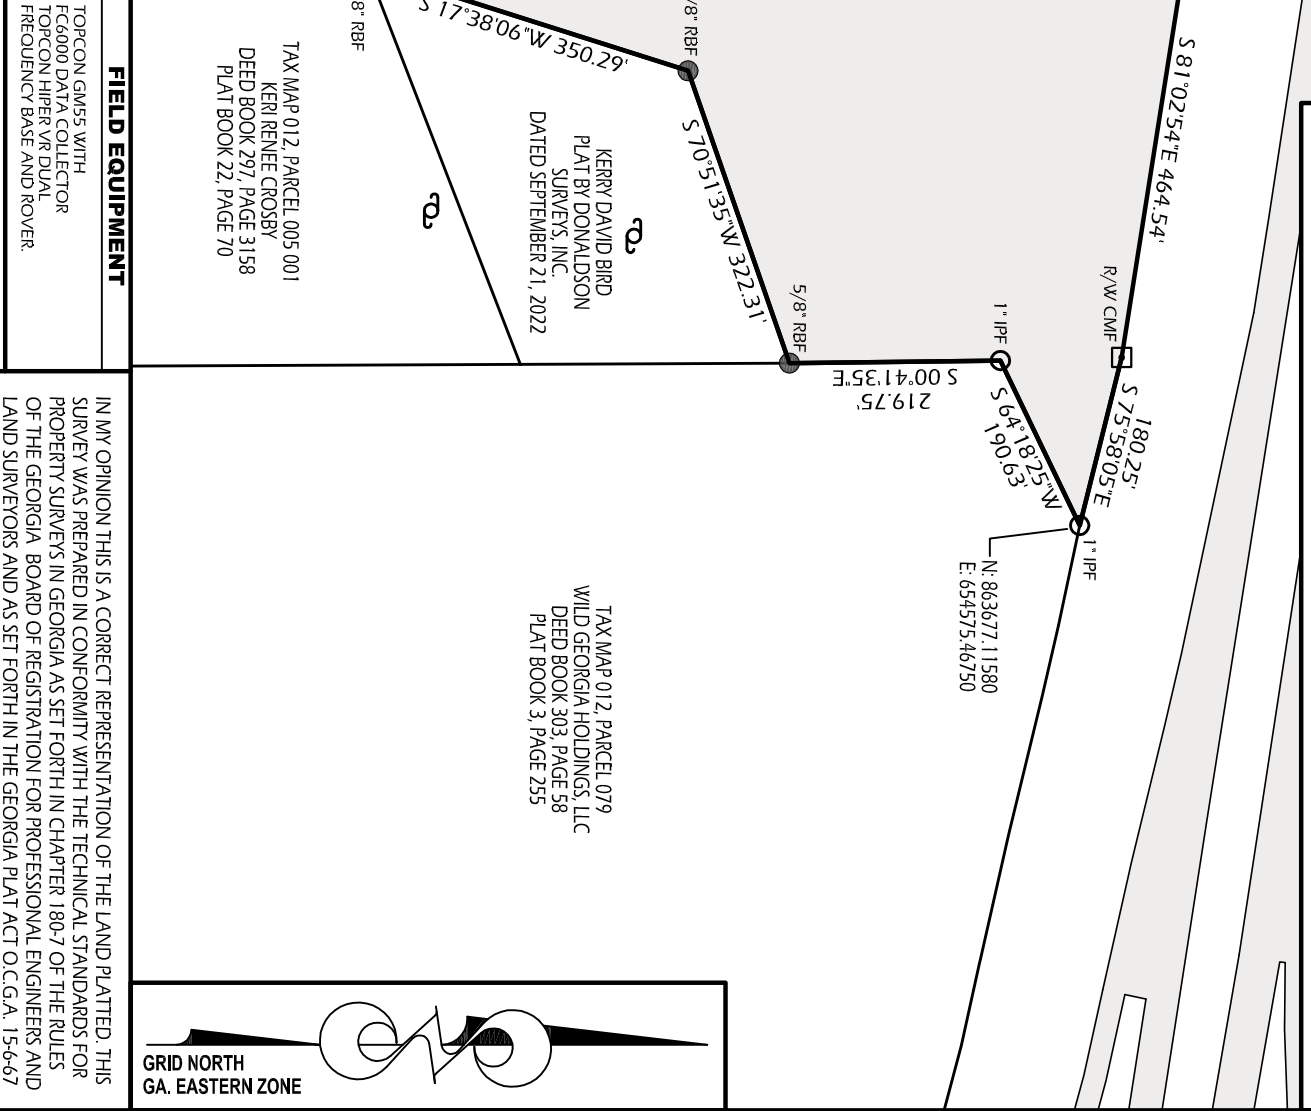 S 17°38'06"W 350.29'
/8" RBF
8" RBF
S 81°02'54"E 464.54'
R/W CMF
180.25'
S 75°58'05"E
1" IPF
S 64°18'25"W
190.63'
1" IPF
N: 863677.11580
E: 654575.46750
S 00°41'35"E
219.75'
5/8" RBF
S 70°51'35"W 322.31'
KERRY DAVID BIRD
PLAT BY DONALDSON
SURVEYS, INC.
DATED SEPTEMBER 21, 2022
TAX MAP 012, PARCEL 005 001
KERI RENEE CROSBY
DEED BOOK 297, PAGE 3158
PLAT BOOK 22, PAGE 70
TAX MAP 012, PARCEL 079
WILD GEORGIA HOLDINGS, LLC
DEED BOOK 303, PAGE 58
PLAT BOOK 3, PAGE 255
FIELD EQUIPMENT
TOPCON GM55 WITH
FC6000 DATA COLLECTOR
TOPCON HIPER VR DUAL
FREQUENCY BASE AND ROVER.
IN MY OPINION THIS IS A CORRECT REPRESENTATION OF THE LAND PLATTED. THIS
SURVEY WAS PREPARED IN CONFORMITY WITH THE TECHNICAL STANDARDS FOR
PROPERTY SURVEYS IN GEORGIA AS SET FORTH IN CHAPTER 180-7 OF THE RULES
OF THE GEORGIA BOARD OF REGISTRATION FOR PROFESSIONAL ENGINEERS AND
LAND SURVEYORS AND AS SET FORTH IN THE GEORGIA PLAT ACT O.C.G.A. 15-6-67
GRID NORTH
GA. EASTERN ZONE